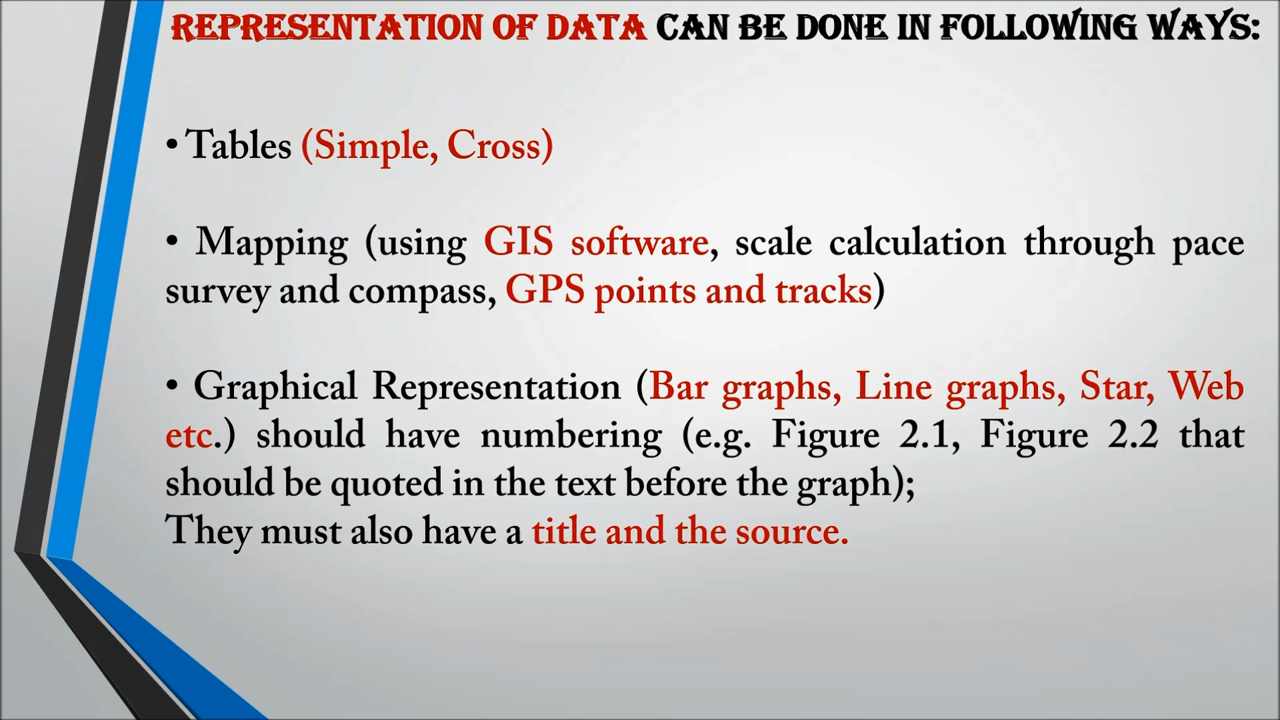 REPRESENTATION OF DATA CAN BE DONE IN FOLLOWING WAYS:
• Tables (Simple, Cross)
• Mapping (using GIS software, scale calculation through pace
survey and compass, GPS points and tracks)
• Graphical Representation (Bar graphs, Line graphs, Star, Web
etc.) should have numbering (e.g. Figure 2.1, Figure 2.2 that
should be quoted in the text before the graph);
They must also have a title and the source.